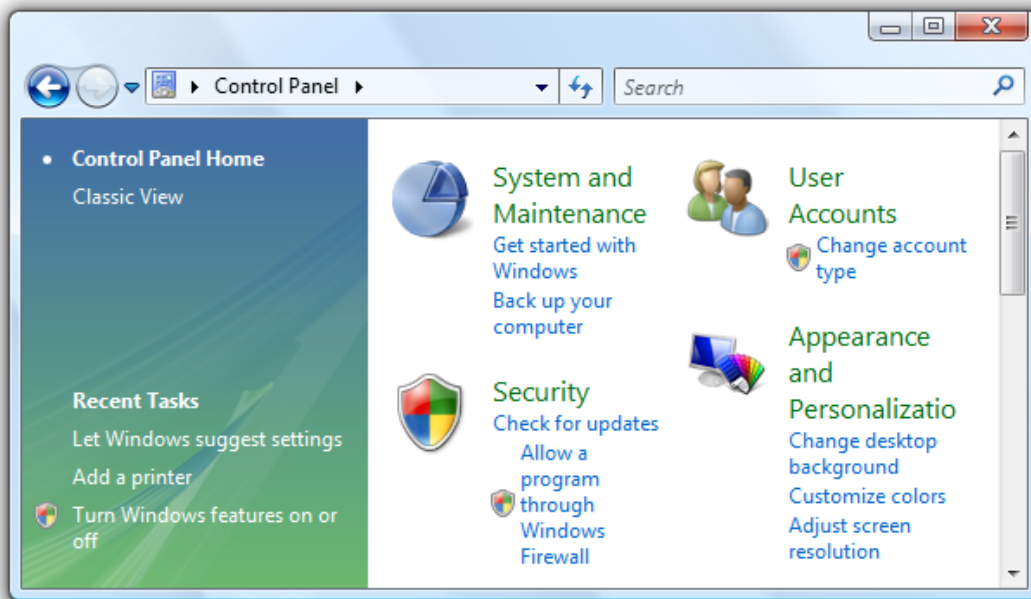 Control Panel
Search
Control Panel Home
Classic View
Recent Tasks
Let Windows suggest settings
Add a printer
Turn Windows features on or
off
System and
Maintenance
Get started with
Windows
Back up your
computer
Security
Check for updates
Allow a
program
through
Windows
Firewall
User
Accounts
Change account
type
Appearance
and
Personalizatio
Change desktop
background
Customize colors
Adjust screen
resolution